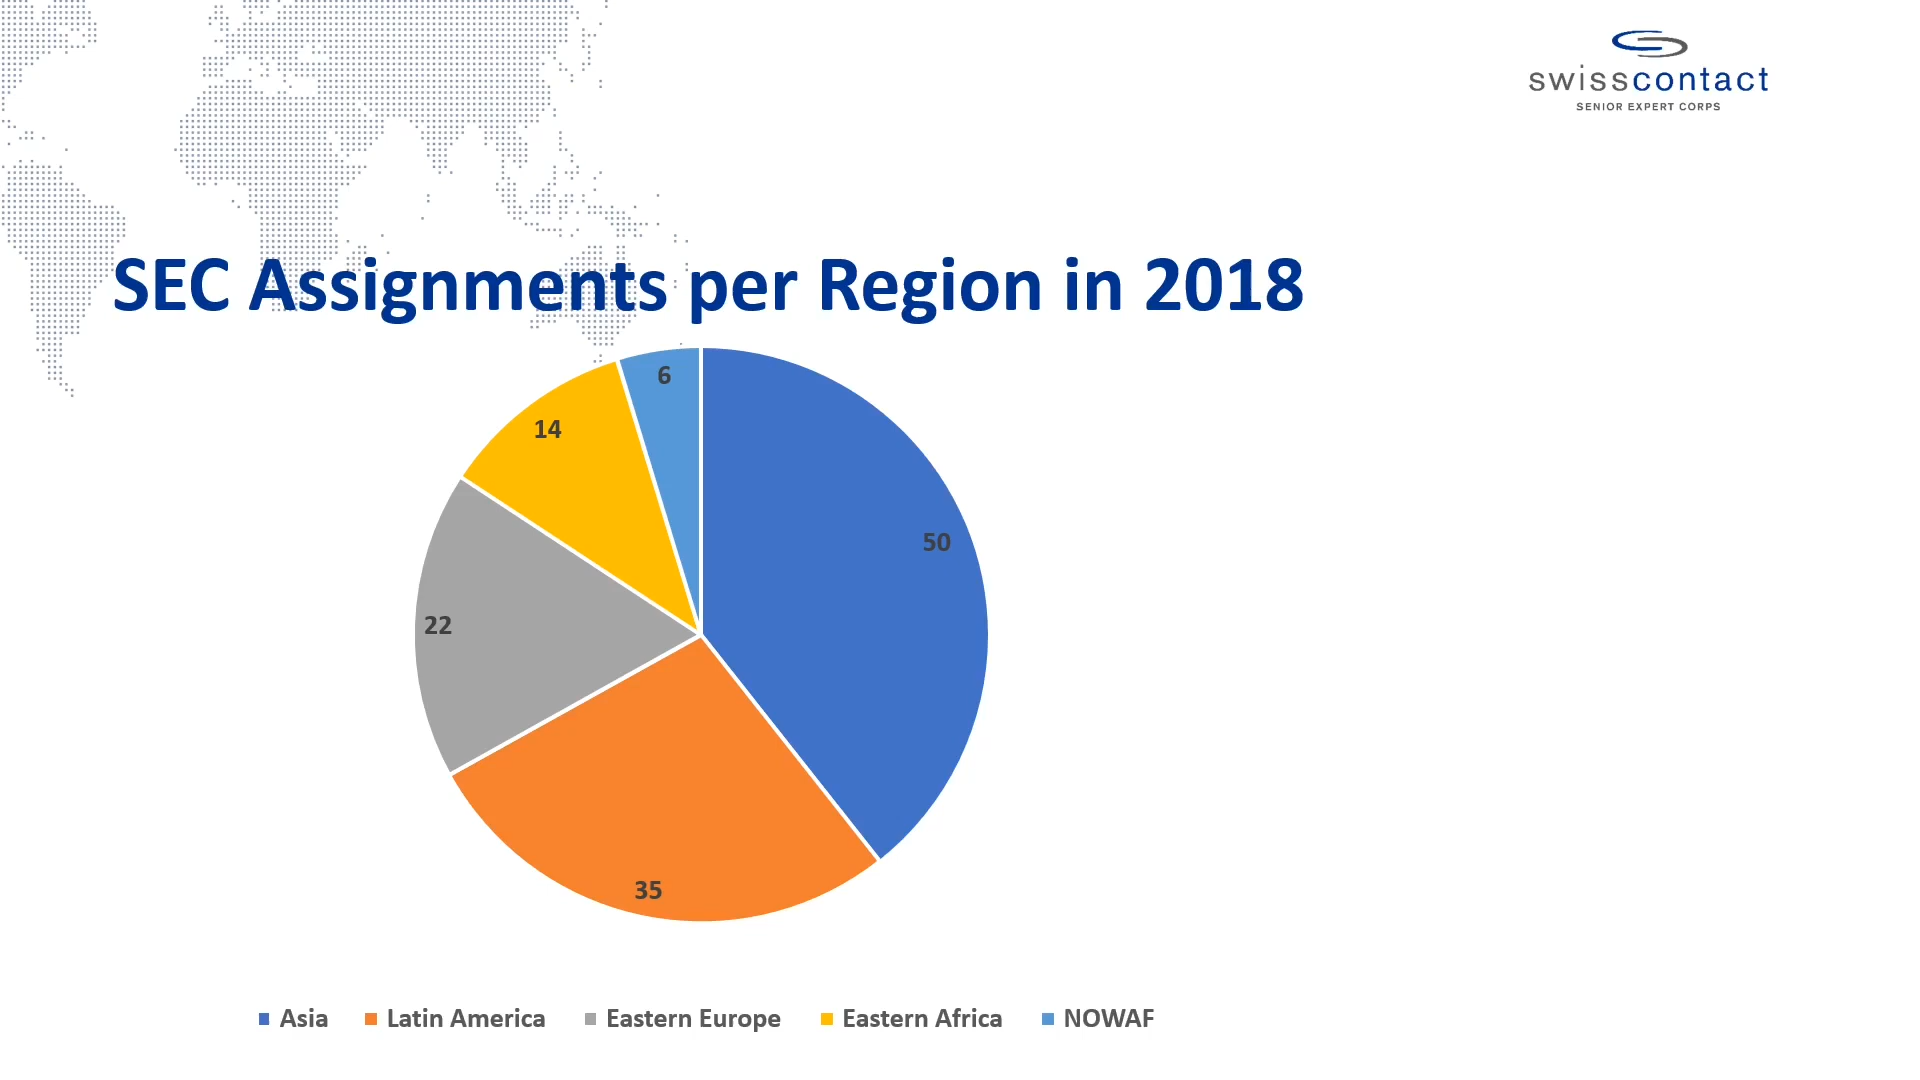 swisscontact
SENIOR EXPERT CORPS
SEC Assignments per Region in 2018
6
14
50
22
35
Asia Latin America Eastern Europe Eastern Africa NOWAF